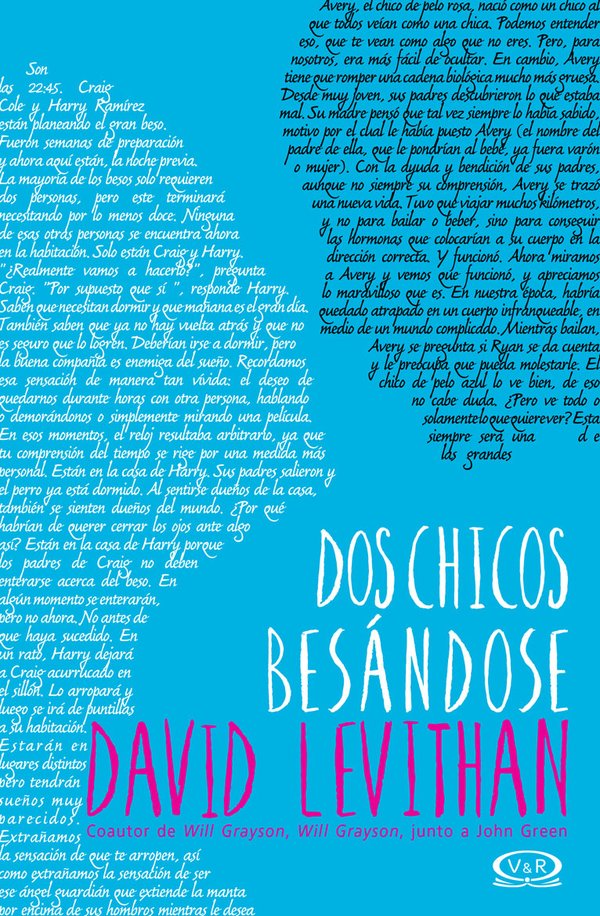 Avery, el chico de pelo rosa, nació como un chico al
que todos veían como una chica. Podemos entender
eso, que te vean como algo que no eres. Pero, para
nosotros, era más fácil de ocultar. En cambio, Avery
tiene que romper una cadena biológica mucho más gruesa.
Desde muy joven, sus padres descubrieron lo que estaba
mal. Su madre pensó que tal vez siempre lo había sabido,
motivo por el cual le había puesto Avery (el nombre del
padre de ella, que le pondrían al bebé, ya fuera varón
o mujer). Con la ayuda y bendición de sus padres,
aunque no siempre su comprensión, Avery se trazó
una nueva vida. Tuvo que viajar muchos kilómetros,
y no para bailar o beber, sino para conseguir
las hormonas que colocarían a su cuerpo en la
dirección correcta. Y funcionó. Ahora miramos
a Avery y vemos que funcionó, y apreciamos
lo maravilloso que es. En nuestra época, habría
quedado atrapado en un cuerpo infranqueable, en
medio de un mundo complicado. Mientras bailan,
Avery se pregunta si Ryan se da cuenta
y le preocupa que pueda molestarle. El
chico de pelo azul lo ve bien, de eso
no cabe duda. ¿Pero ve todo o
solamente lo que quiere ver? Esta
siempre será una d e
las grandes
Son
las 22:45. Craig
Cole y Harry Ramírez
están planeando el gran beso.
Fueron semanas de preparación
y ahora aquí están, la noche previa.
La mayoría de los besos solo requieren
dos personas, pero este terminará
necesitando por lo menos doce. Ninguna
de esas otras personas se encuentra ahora
en la habitación. Solo están Craig y Harry.
"¿Realmente vamos a hacerlo?", pregunta
Craig. "Por supuesto que sí ", responde Harry.
Saben que necesitan dormir y que mañana es el gran día.
También saben que ya no hay vuelta atrás y que no
es seguro que lo logren. Deberían irse a dormir, pero
la buena compañía es enemiga del sueño. Recordamos
esa sensación de manera tan vívida: el deseo de
quedarnos durante horas con otra persona, hablando
o demorándonos o simplemente mirando una película.
En esos momentos, el reloj resultaba arbitrario, ya que
tu comprensión del tiempo se rige por una medida más
personal. Están en la casa de Harry. Sus padres salieron y
el perro ya está dormido. Al sentirse dueños de la casa,
también se sienten dueños del mundo. ¿Por qué
habrían de querer cerrar los ojos ante algo
así? Están en la casa de Harry porque
los padres de Craig no deben
enterarse acerca del beso. En
algún momento se enterarán,
pero no ahora. No antes de
que haya sucedido. En
un rato, Harry dejará
a Craig acurrucado en
el sillón. Lo arropará y
luego se irá de puntillas
a su habitación.
Estarán en
lugares distintos
pero tendrán
sueños muy
parecidos.
Extrañamos
la sensación de que te arropen, así
como extrañamos la sensación de ser
ese ángel guardián que extiende la manta
por encima de sus hombros mientras le desea
DOS CHICOS
BESÁNDOSE
DAVID LEVITHAN
Coautor de Will Grayson, Will Grayson, junto a John Green
V&R